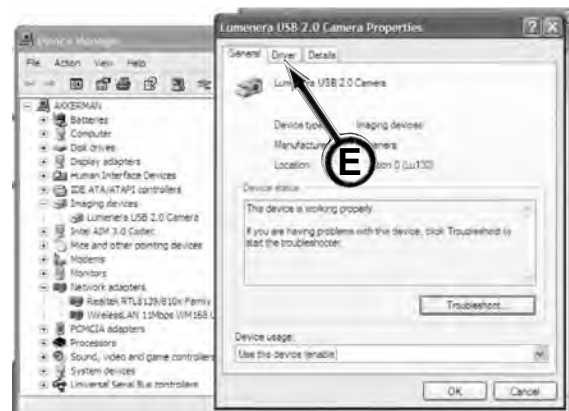 Device Manager
File Action View Help
AKKERMAN
Batteries
Computer
Disk drives
Display adapters
Human Interface Devices
IDE ATA/ATAPI controllers
Imaging devices
Lumenera USB 2.0 Camera
Intel AIM 3.0 Codec
Mice and other pointing devices
Modems
Monitors
Network adapters
Realtek RTL8139/810x Family
WirelessLAN 11Mbps WM168
PCMCIA adapters
Processors
Sound, video and game controllers
System devices
Universal Serial Bus controllers
Lumenera USB 2.0 Camera Properties
General Driver Details
USB 2.0 Camera
Device type Imaging devices
Manufacturer
Location 0 (Lu130)
E
Device status
This device is working properly.
If you are having problems with this device, click Troubleshoot to
start the troubleshooter.
Troubleshoot...
Device usage:
Use this device (enable)
OK Cancel